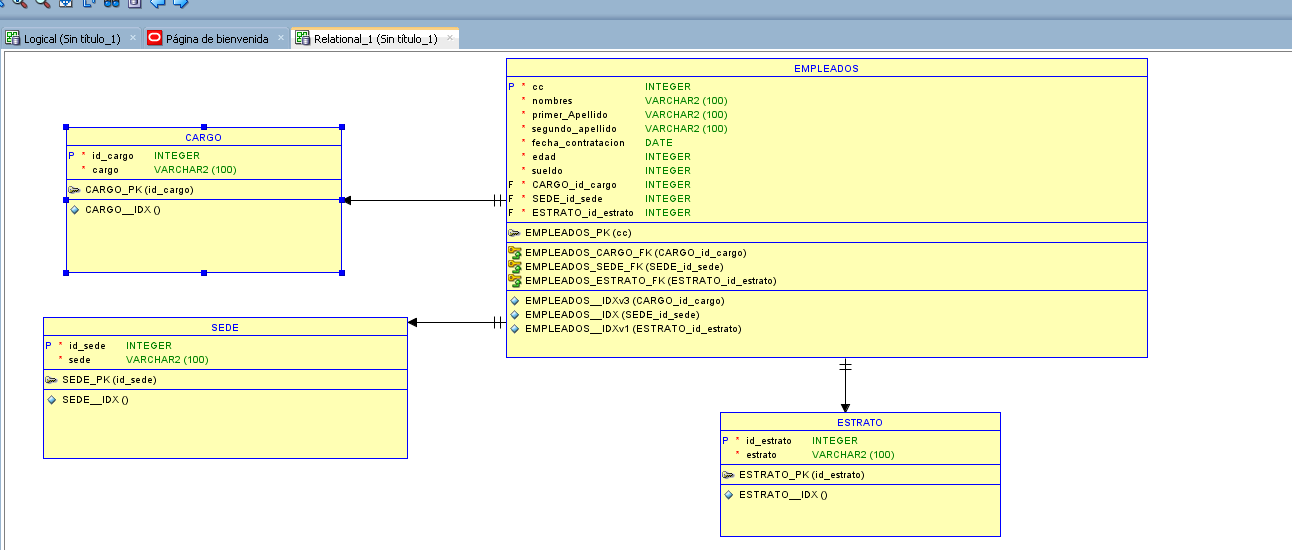 Logical (Sin título_1)
Página de bienvenida
Relational_1 (Sin título_1)
EMPLEADOS
P * cc INTEGER
* nombres VARCHAR2 (100)
* primer_Apellido VARCHAR2 (100)
* segundo_apellido VARCHAR2 (100)
* fecha_contratacion DATE
* edad INTEGER
* sueldo INTEGER
F * CARGO_id_cargo INTEGER
F * SEDE_id_sede INTEGER
F * ESTRATO_id_estrato INTEGER
EMPLEADOS_PK (cc)
EMPLEADOS_CARGO_FK (CARGO_id_cargo)
EMPLEADOS_SEDE_FK (SEDE_id_sede)
EMPLEADOS_ESTRATO_FK (ESTRATO_id_estrato)
EMPLEADOS__IDXv3 (CARGO_id_cargo)
EMPLEADOS__IDX (SEDE_id_sede)
EMPLEADOS__IDXv1 (ESTRATO_id_estrato)
CARGO
P * id_cargo INTEGER
* cargo VARCHAR2 (100)
CARGO_PK (id_cargo)
CARGO__IDX ()
SEDE
P * id_sede INTEGER
* sede VARCHAR2 (100)
SEDE_PK (id_sede)
SEDE__IDX ()
ESTRATO
P * id_estrato INTEGER
* estrato VARCHAR2 (100)
ESTRATO_PK (id_estrato)
ESTRATO__IDX ()